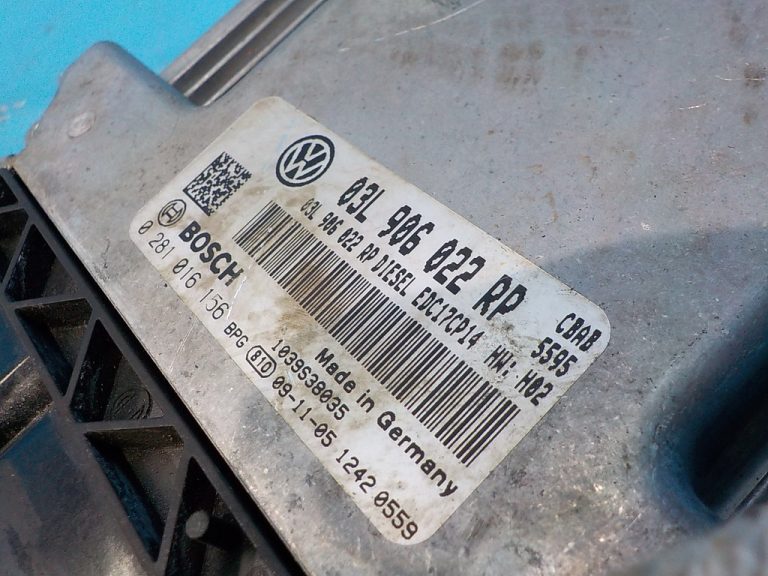 03L 906 022 RP
03L 906 022 RP DIESEL EDC17CP14 HW: H02
CBAB
5595
BOSCH
0 281 016 156 BPG
1039S38035
Made in Germany
BTD 09-11-05 1242 0559